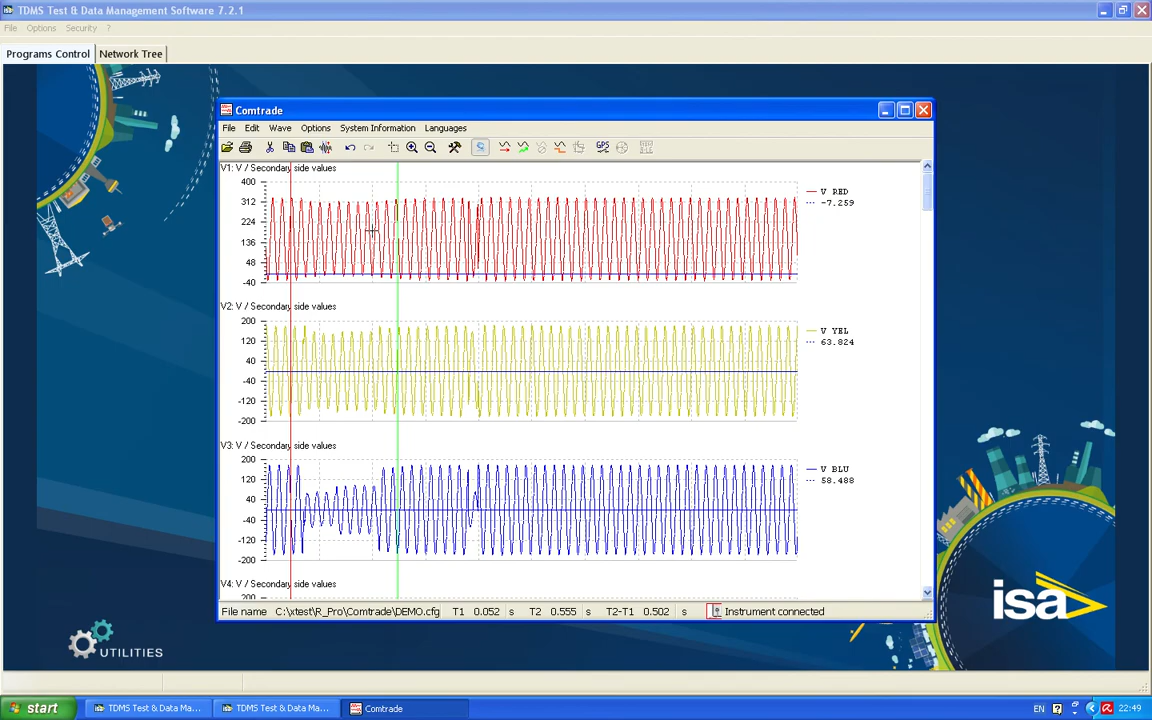 TDMS Test & Data Management Software 7.2.1
File Options Security ?
Programs Control Network Tree
Comtrade
File Edit Wave Options System Information Languages
GPS
V1: V / Secondary side values
400
312
224
136
48
-40
V RED
-7.259
V2: V / Secondary side values
200
120
40
-40
-120
-200
V YEL
63.824
V3: V / Secondary side values
200
120
40
-40
-120
-200
V BLU
58.488
V4: V / Secondary side values
200
File name C:\xtest\R_Pro\Comtrade\DEMO.cfg T1 0.052 s T2 0.555 s T2-T1 0.502 s Instrument connected
isa
UTILITIES
start TDMS Test & Data Ma... TDMS Test & Data Ma... Comtrade EN 22:49